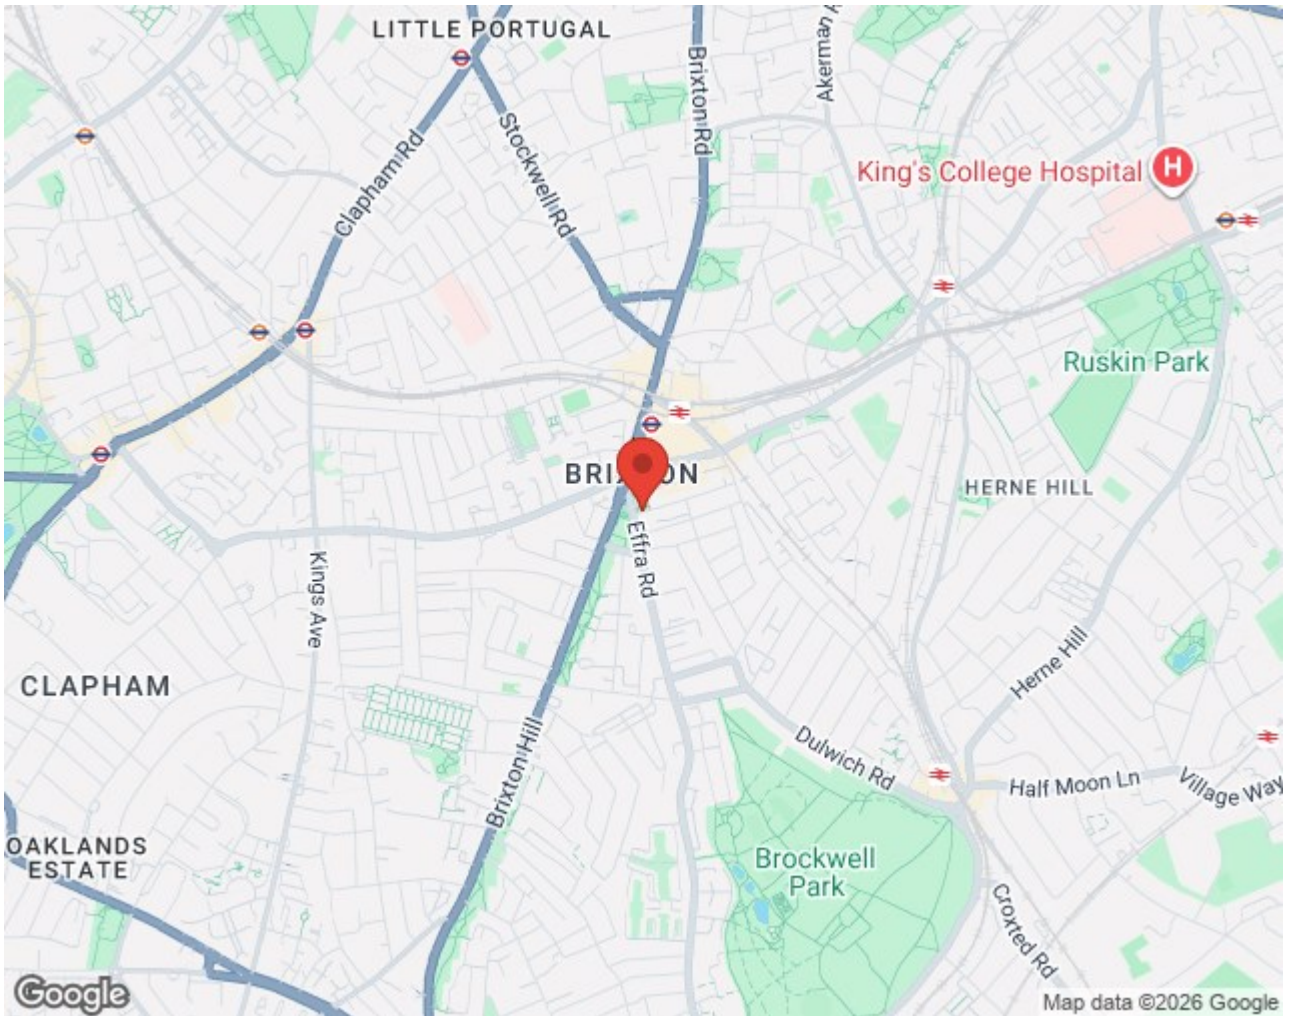 LITTLE PORTUGAL
Brixton Rd
Akerman R
Stockwell Rd
Clapham Rd
King's College Hospital
H
Ruskin Park
BRIXTON
HERNE HILL
Effra Rd
Kings Ave
Herne Hill
CLAPHAM
Brixton Hill
Dulwich Rd
Half Moon Ln
Village Way
OAKLANDS
ESTATE
Brockwell
Park
Croxted Rd
Google
Map data ©2026 Google